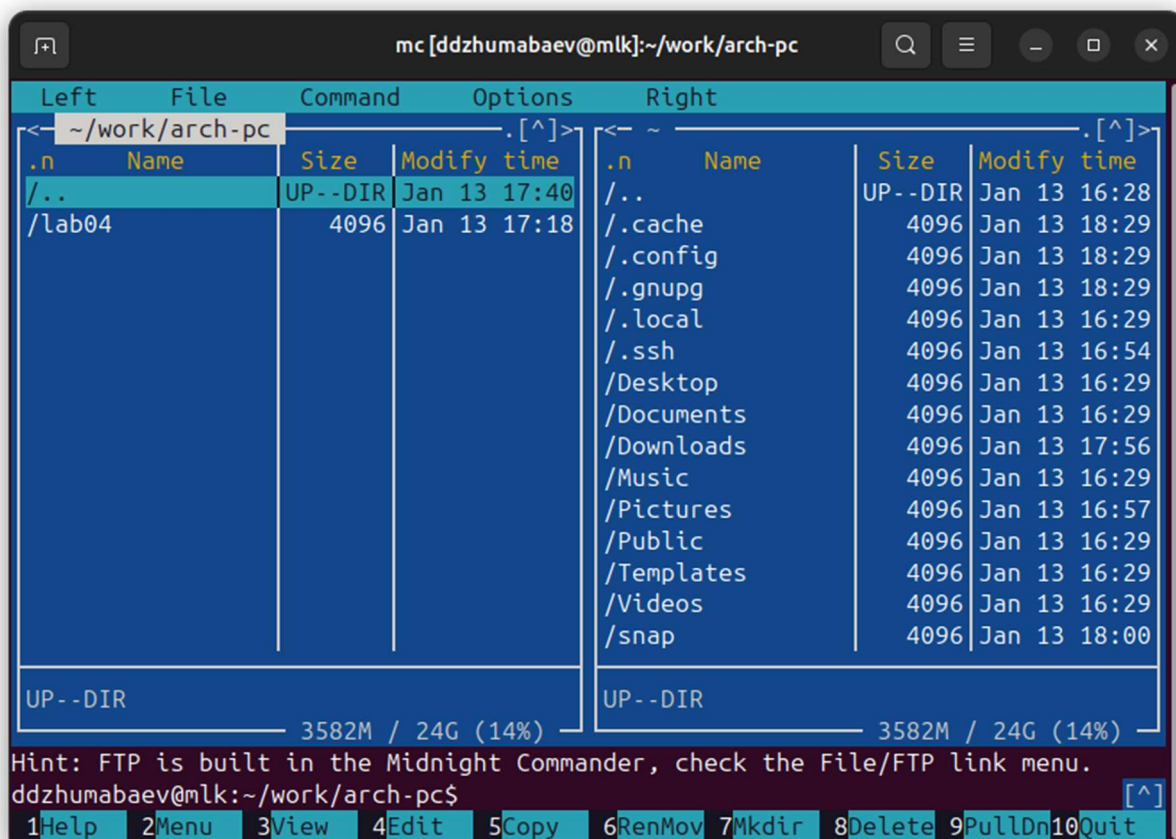 mc [ddzhumabaev@mlk]:~/work/arch-pc
Left File Command Options Right
<─ ~/work/arch-pc ─.[^]>
.n Name Size Modify time
/.. UP--DIR Jan 13 17:40
/lab04 4096 Jan 13 17:18
UP--DIR
3582M / 24G (14%)
<─ ~ ─.[^]>
.n Name Size Modify time
/.. UP--DIR Jan 13 16:28
/.cache 4096 Jan 13 18:29
/.config 4096 Jan 13 18:29
/.gnupg 4096 Jan 13 18:29
/.local 4096 Jan 13 16:29
/.ssh 4096 Jan 13 16:54
/Desktop 4096 Jan 13 16:29
/Documents 4096 Jan 13 16:29
/Downloads 4096 Jan 13 17:56
/Music 4096 Jan 13 16:29
/Pictures 4096 Jan 13 16:57
/Public 4096 Jan 13 16:29
/Templates 4096 Jan 13 16:29
/Videos 4096 Jan 13 16:29
/snap 4096 Jan 13 18:00
UP--DIR
3582M / 24G (14%)
Hint: FTP is built in the Midnight Commander, check the File/FTP link menu.
ddzhumabaev@mlk:~/work/arch-pc$ [^]
1Help 2Menu 3View 4Edit 5Copy 6RenMov 7Mkdir 8Delete 9PullDn 10Quit